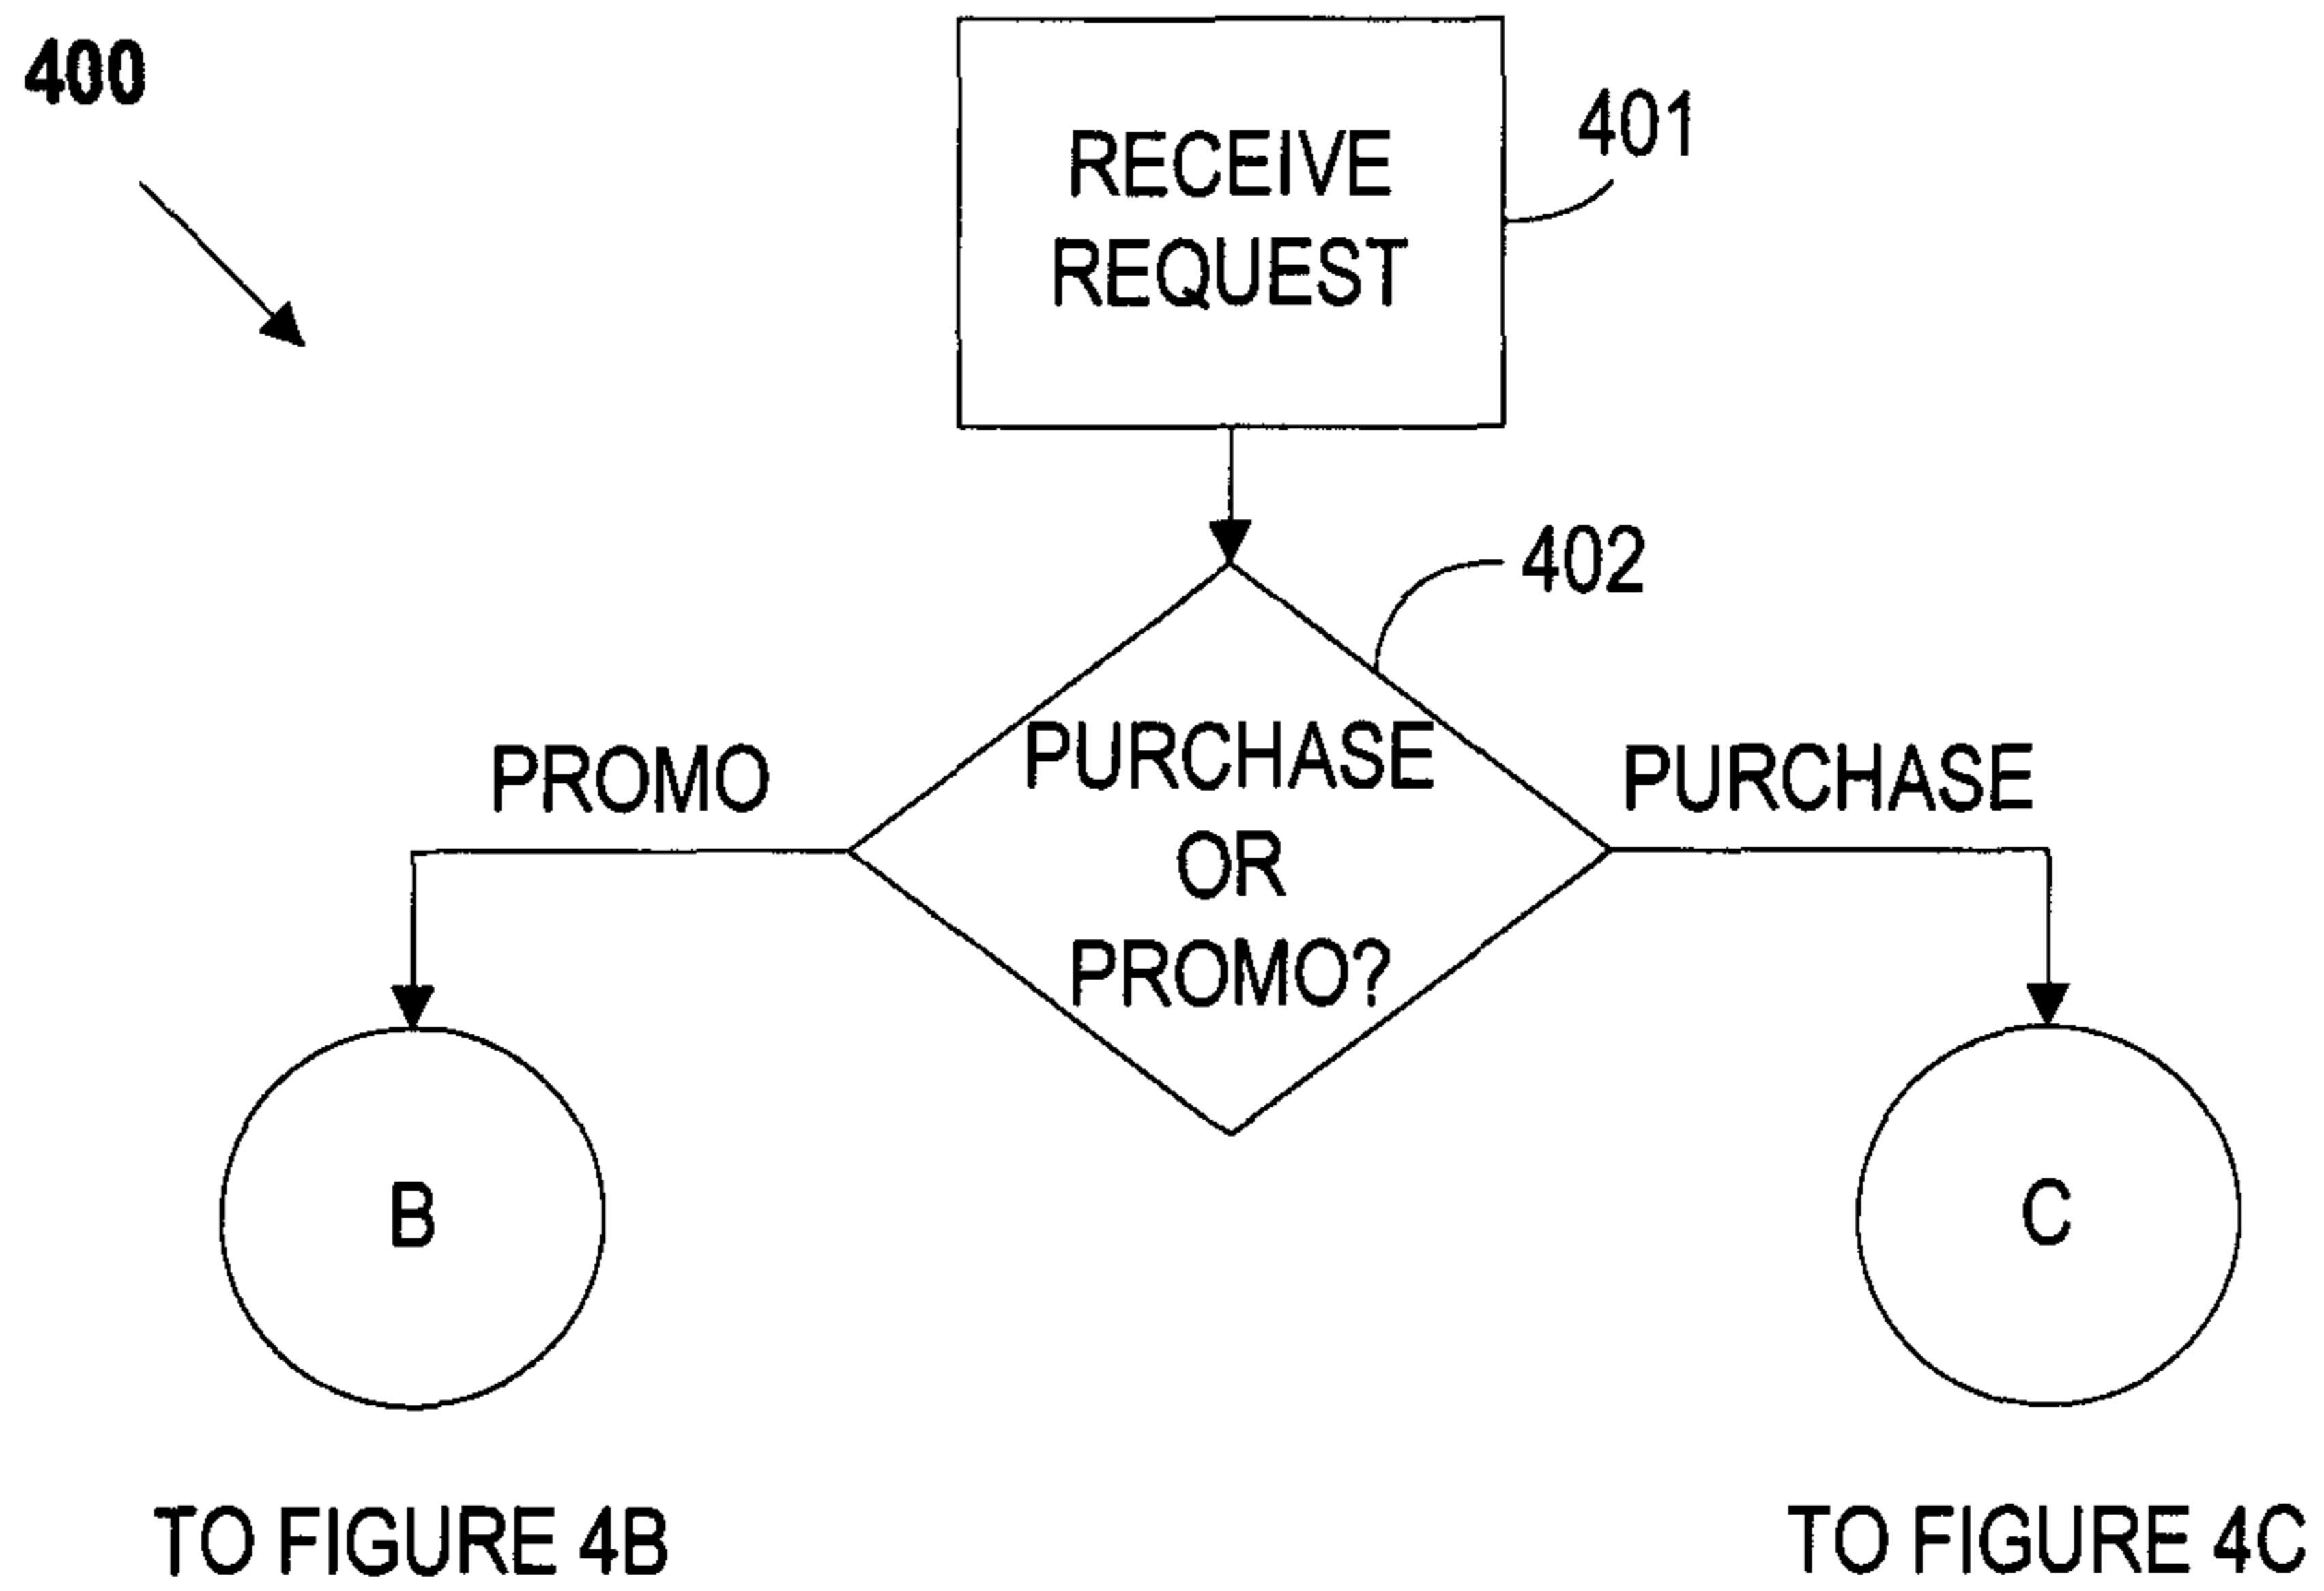 400
RECEIVE
REQUEST
401
402
PURCHASE
OR
PROMO?
PROMO
PURCHASE
B
C
TO FIGURE 4B
TO FIGURE 4C